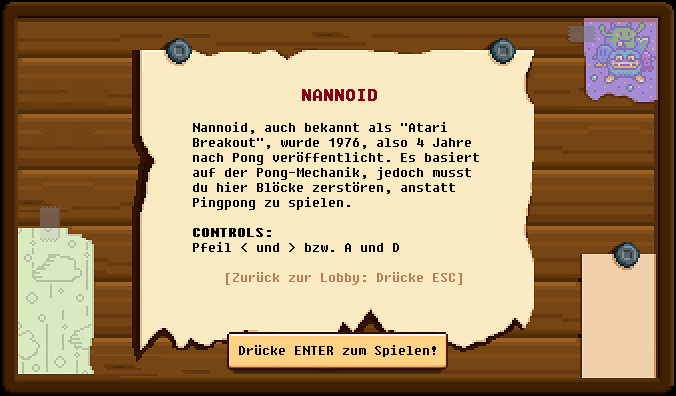 NANNOID
Nannoid, auch bekannt als "Atari
Breakout", wurde 1976, also 4 Jahre
nach Pong veröffentlicht. Es basiert
auf der Pong-Mechanik, jedoch musst
du hier Blöcke zerstören, anstatt
Pingpong zu spielen.
CONTROLS:
Pfeil < und > bzw. A und D
[Zurück zur Lobby: Drücke ESC]
Drücke ENTER zum Spielen!